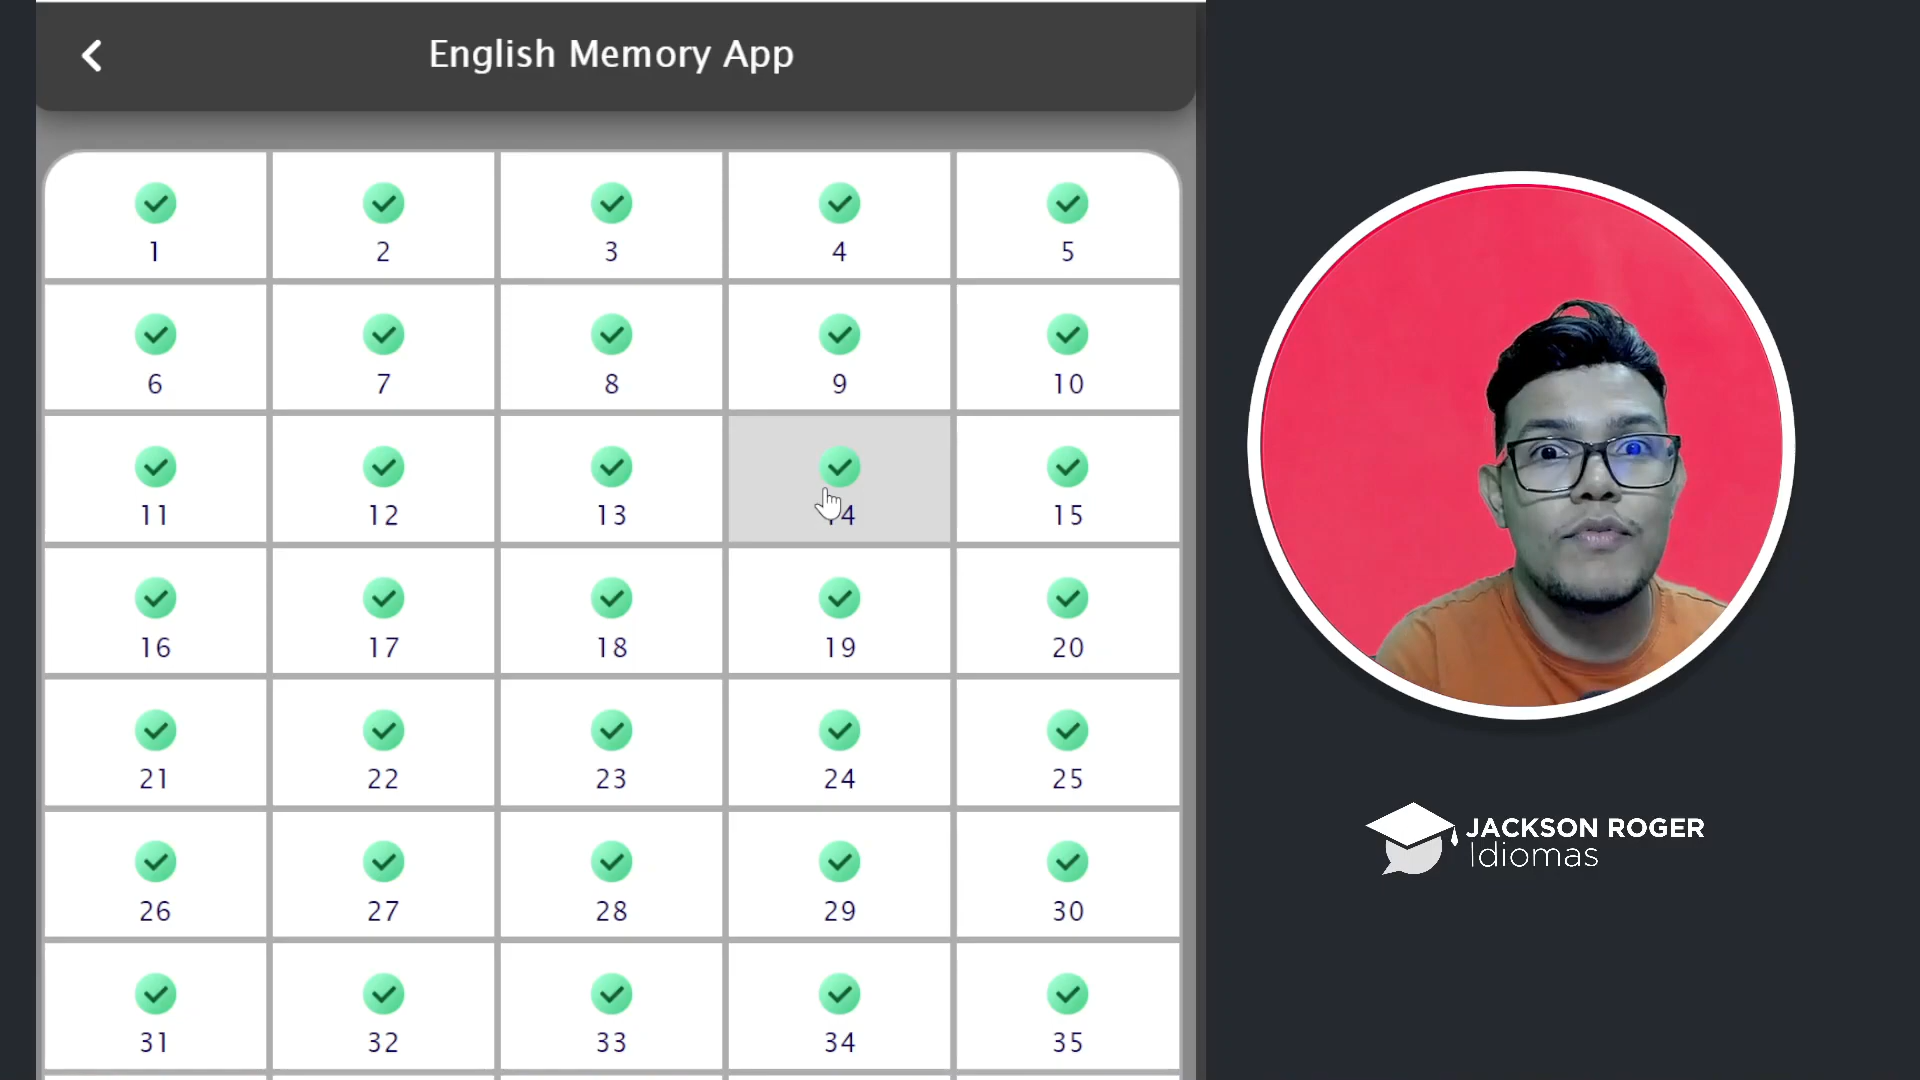 English Memory App
1 2 3 4 5
6 7 8 9 10
11 12 13 14 15
16 17 18 19 20
21 22 23 24 25
26 27 28 29 30
31 32 33 34 35
JACKSON ROGER
Idiomas